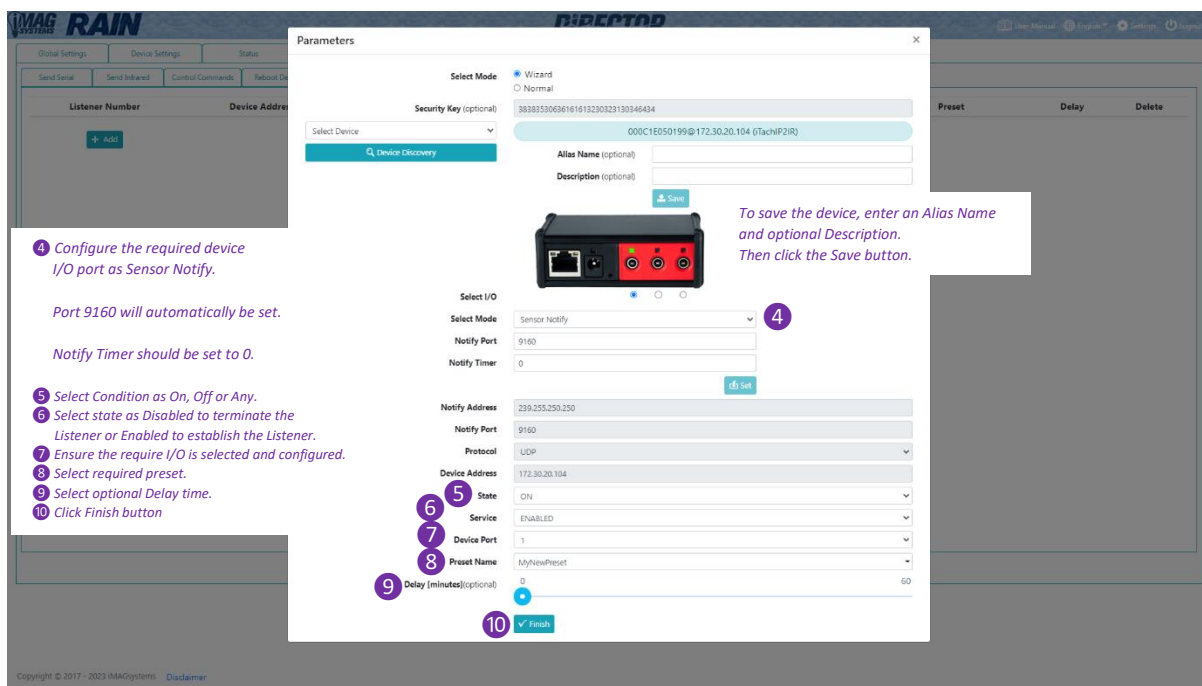 iMAG SYSTEMS RAIN
DiRECTOR
User Manual English Settings
Global Settings Device Settings Status
Send Serial Send Infrared Control Commands Reboot De
Listener Number Device Addres Preset Delay Delete
+ Add
Parameters ×
Select Mode Wizard
Normal
Security Key (optional) 383835306361616132303231303464​34
Select Device 000C1E050199@172.30.20.104 (iTachIP2IR)
Device Discovery Alias Name (optional)
Description (optional)
Save
To save the device, enter an Alias Name
and optional Description.
Then click the Save button.
4 Configure the required device
I/O port as Sensor Notify.
Port 9160 will automatically be set.
Notify Timer should be set to 0.
5 Select Condition as On, Off or Any.
6 Select state as Disabled to terminate the
Listener or Enabled to establish the Listener.
7 Ensure the require I/O is selected and configured.
8 Select required preset.
9 Select optional Delay time.
10 Click Finish button
Select I/O
Select Mode Sensor Notify 4
Notify Port 9160
Notify Timer 0
Set
Notify Address 239.255.250.250
Notify Port 9160
Protocol UDP
Device Address 172.30.20.104
5 State ON
6 Service ENABLED
7 Device Port 1
8 Preset Name MyNewPreset
9 Delay [minutes](optional) 0 60
10 Finish
Copyright © 2017 - 2023 iMAGsystems Disclaimer